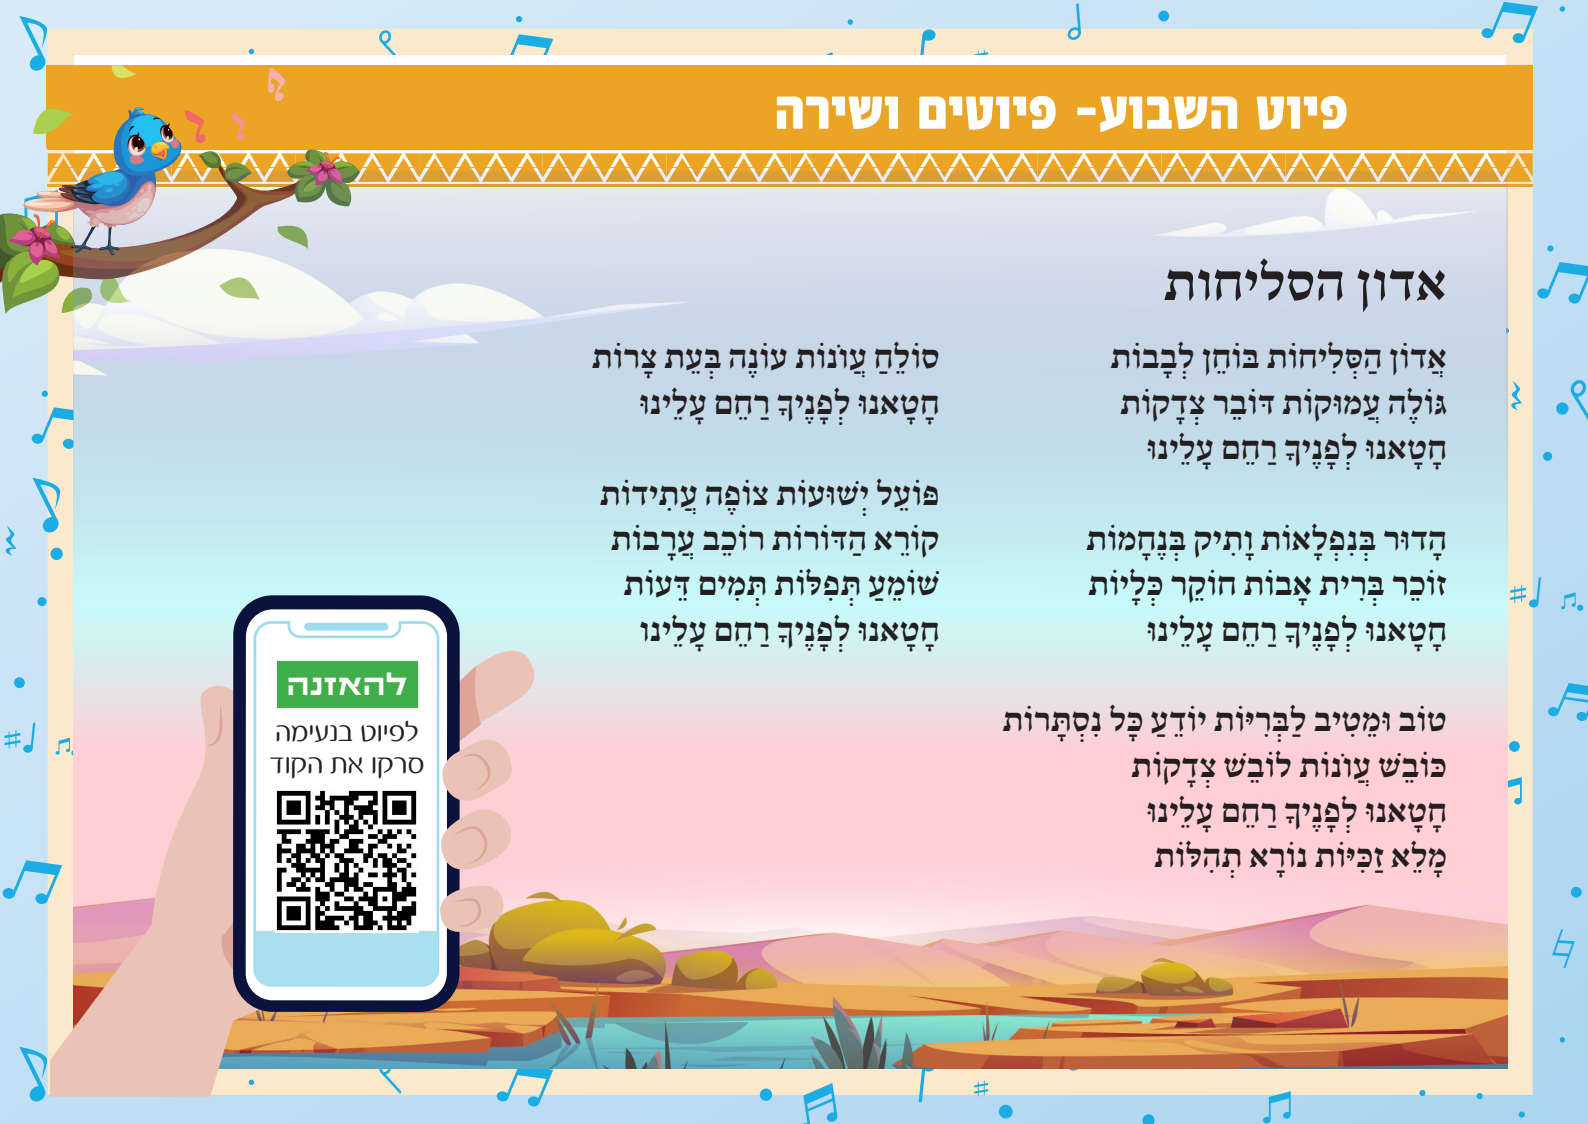 פיוט השבוע- פיוטים ושירה
אדון הסליחות
אֲדוֹן הַסְּלִיחוֹת בּוֹחֵן לְבָבוֹת
גּוֹלֶה עֲמוּקוֹת דּוֹבֵר צְדָקוֹת
חָטָאנוּ לְפָנֶיךָ רַחֵם עָלֵינוּ
הָדוּר בְּנִפְלָאוֹת וָתִיק בְּנֶחָמוֹת
זוֹכֵר בְּרִית אָבוֹת חוֹקֵר כְּלָיוֹת
חָטָאנוּ לְפָנֶיךָ רַחֵם עָלֵינוּ
טוֹב וּמֵטִיב לַבְּרִיּוֹת יוֹדֵעַ כָּל נִסְתָּרוֹת
כּוֹבֵשׁ עֲוֹנוֹת לוֹבֵשׁ צְדָקוֹת
חָטָאנוּ לְפָנֶיךָ רַחֵם עָלֵינוּ
מָלֵא זַכִּיּוֹת נוֹרָא תְהִלּוֹת
סוֹלֵחַ עֲוֹנוֹת עוֹנֶה בְּעֵת צָרוֹת
חָטָאנוּ לְפָנֶיךָ רַחֵם עָלֵינוּ
פּוֹעֵל יְשׁוּעוֹת צוֹפֶה עֲתִידוֹת
קוֹרֵא הַדּוֹרוֹת רוֹכֵב עֲרָבוֹת
שׁוֹמֵעַ תְּפִלּוֹת תְּמִים דֵּעוֹת
חָטָאנוּ לְפָנֶיךָ רַחֵם עָלֵינוּ
להאזנה
לפיוט בנעימה
סרקו את הקוד